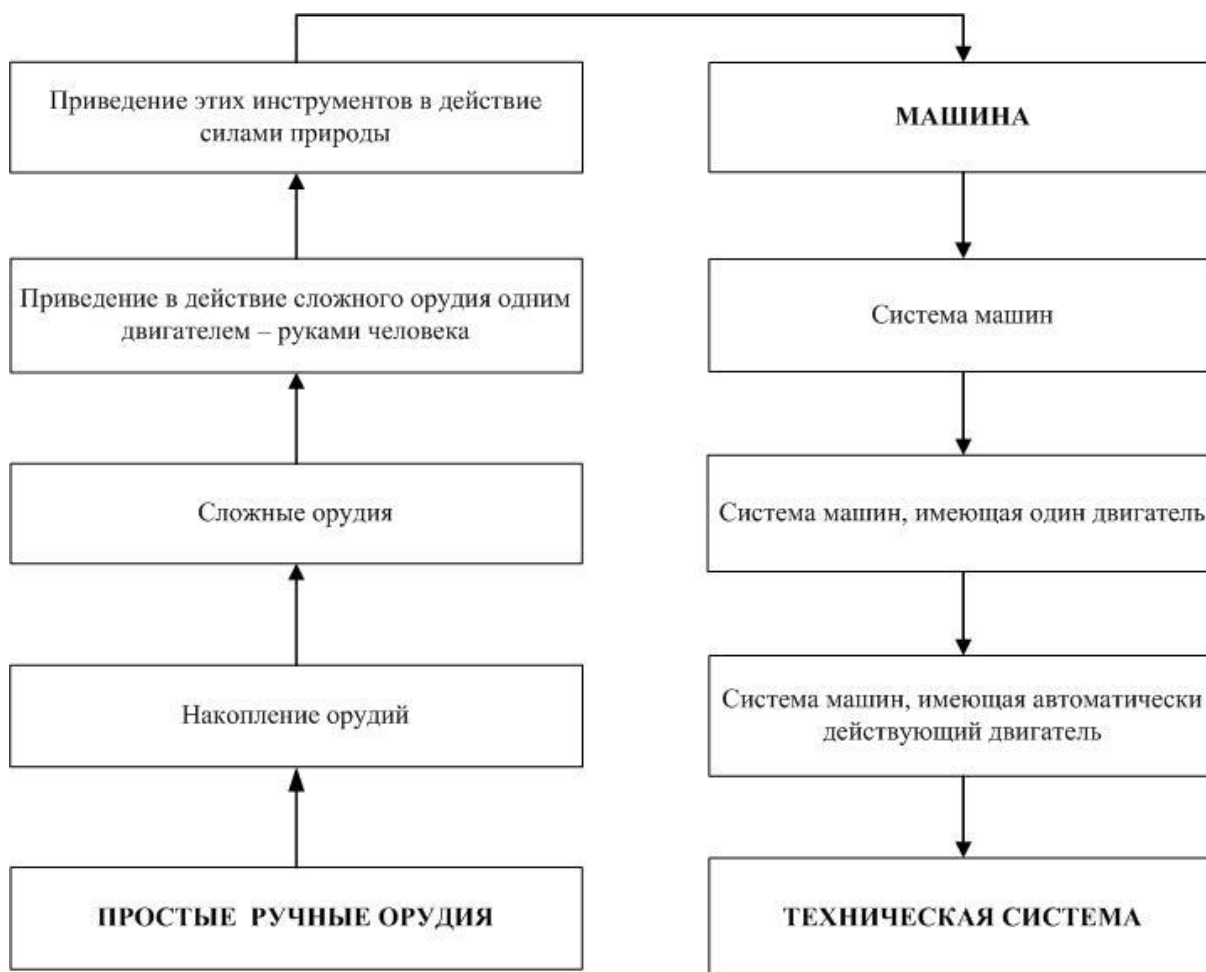 Приведение этих инструментов в действие
силами природы
МАШИНА
Приведение в действие сложного орудия одним
двигателем – руками человека
Система машин
Сложные орудия
Система машин, имеющая один двигатель
Накопление орудий
Система машин, имеющая автоматически
действующий двигатель
ПРОСТЫЕ РУЧНЫЕ ОРУДИЯ
ТЕХНИЧЕСКАЯ СИСТЕМА